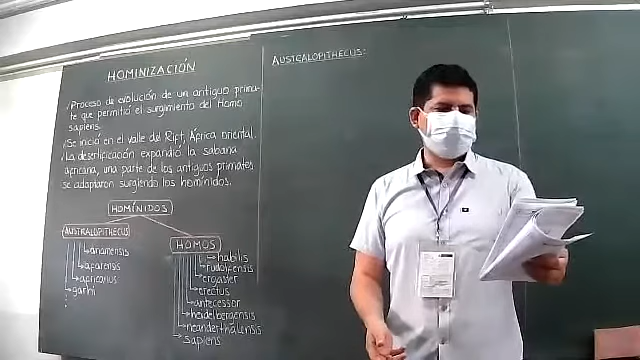 HOMINIZACIÓN
Proceso de evolución de un antiguo prima-
te que permitió el surgimiento del Homo
sapiens.
Se inició en el valle del Rift, África oriental.
La desertificación expandió la sabana
africana, una parte de los antiguos primates
se adaptaron surgiendo los homínidos.
HOMÍNIDOS
AUSTRALOPITHECUS
anamensis
afarensis
africanus
garhi
HOMOS
habilis
rudolfensis
ergaster
erectus
antecessor
heidelbergensis
neanderthalensis
sapiens
AUSTRALOPITHECUS: